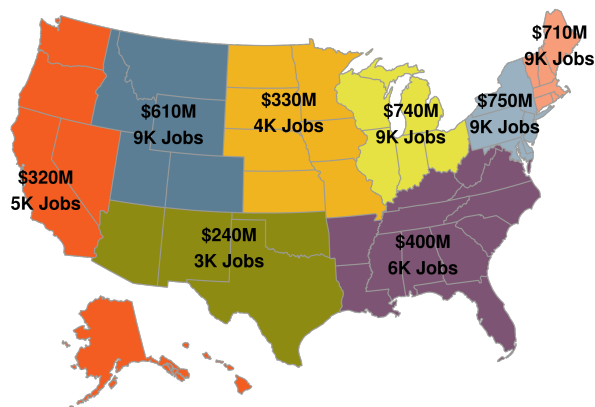 $710M
9K Jobs
$610M
9K Jobs
$330M
4K Jobs
$740M
9K Jobs
$750M
9K Jobs
$320M
5K Jobs
$240M
3K Jobs
$400M
6K Jobs